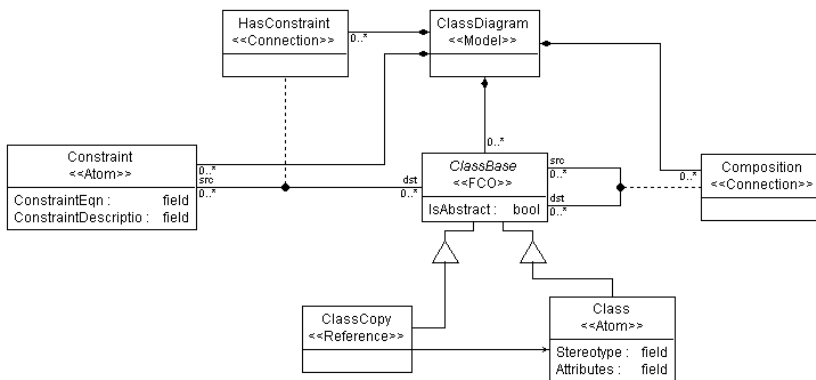 HasConstraint
<<Connection>>
0..*
ClassDiagram
<<Model>>
0..*
Constraint
<<Atom>>
ConstraintEqn : field
ConstraintDescriptio : field
0..*
src
0..*
dst
0..*
ClassBase
<<FCO>>
IsAbstract : bool
src
0..*
dst
0..*
0..*
Composition
<<Connection>>
ClassCopy
<<Reference>>
Class
<<Atom>>
Stereotype : field
Attributes : field